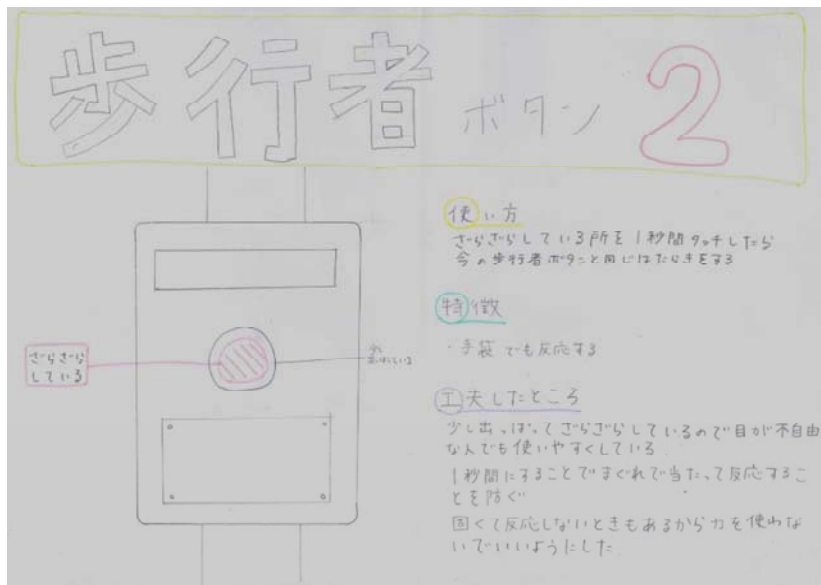 歩行者 ボタン 2
使い方
ざらざらしている所を1秒間タッチしたら
今の歩行者ボタンと同じはたらきをする
特徴
・手袋でも反応する
ざらざら
している
工夫したところ
少し出っぱってざらざらしているので目が不自由
な人でも使いやすくしている
1秒間にすることでまぐれで当たって反応するこ
とを防ぐ
固くて反応しないときもあるから力を使わな
いでいいようにした